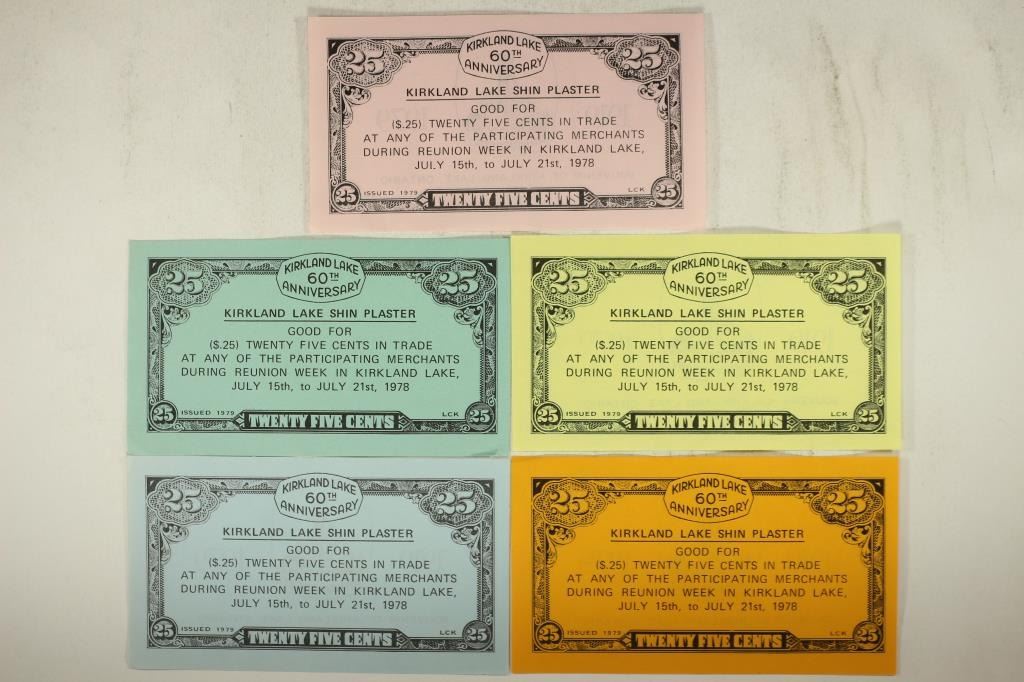 25 KIRKLAND LAKE 25
60TH
ANNIVERSARY
KIRKLAND LAKE SHIN PLASTER
GOOD FOR
($.25) TWENTY FIVE CENTS IN TRADE
AT ANY OF THE PARTICIPATING MERCHANTS
DURING REUNION WEEK IN KIRKLAND LAKE,
JULY 15th, to JULY 21st, 1978
25 ISSUED 1979 TWENTY FIVE CENTS LCK 25
25 KIRKLAND LAKE 25
60TH
ANNIVERSARY
KIRKLAND LAKE SHIN PLASTER
GOOD FOR
($.25) TWENTY FIVE CENTS IN TRADE
AT ANY OF THE PARTICIPATING MERCHANTS
DURING REUNION WEEK IN KIRKLAND LAKE,
JULY 15th, to JULY 21st, 1978
25 ISSUED 1979 TWENTY FIVE CENTS LCK 25
25 KIRKLAND LAKE 25
60TH
ANNIVERSARY
KIRKLAND LAKE SHIN PLASTER
GOOD FOR
($.25) TWENTY FIVE CENTS IN TRADE
AT ANY OF THE PARTICIPATING MERCHANTS
DURING REUNION WEEK IN KIRKLAND LAKE,
JULY 15th, to JULY 21st, 1978
25 ISSUED 1979 TWENTY FIVE CENTS LCK 25
25 KIRKLAND LAKE 25
60TH
ANNIVERSARY
KIRKLAND LAKE SHIN PLASTER
GOOD FOR
($.25) TWENTY FIVE CENTS IN TRADE
AT ANY OF THE PARTICIPATING MERCHANTS
DURING REUNION WEEK IN KIRKLAND LAKE,
JULY 15th, to JULY 21st, 1978
25 ISSUED 1979 TWENTY FIVE CENTS LCK 25
25 KIRKLAND LAKE 25
60TH
ANNIVERSARY
KIRKLAND LAKE SHIN PLASTER
GOOD FOR
($.25) TWENTY FIVE CENTS IN TRADE
AT ANY OF THE PARTICIPATING MERCHANTS
DURING REUNION WEEK IN KIRKLAND LAKE,
JULY 15th, to JULY 21st, 1978
25 ISSUED 1979 TWENTY FIVE CENTS LCK 25